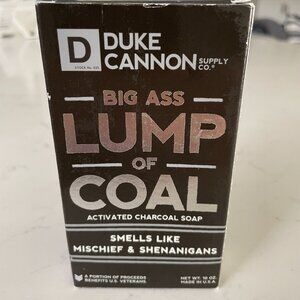 D
DUKE
CANNON
SUPPLY
CO.®
BIG ASS
LUMP
OF
COAL
ACTIVATED CHARCOAL SOAP
SMELLS LIKE
MISCHIEF & SHENANIGANS
A PORTION OF PROCEEDS
BENEFITS U.S. VETERANS.
NET WT. 10 OZ.
MADE IN U.S.A.